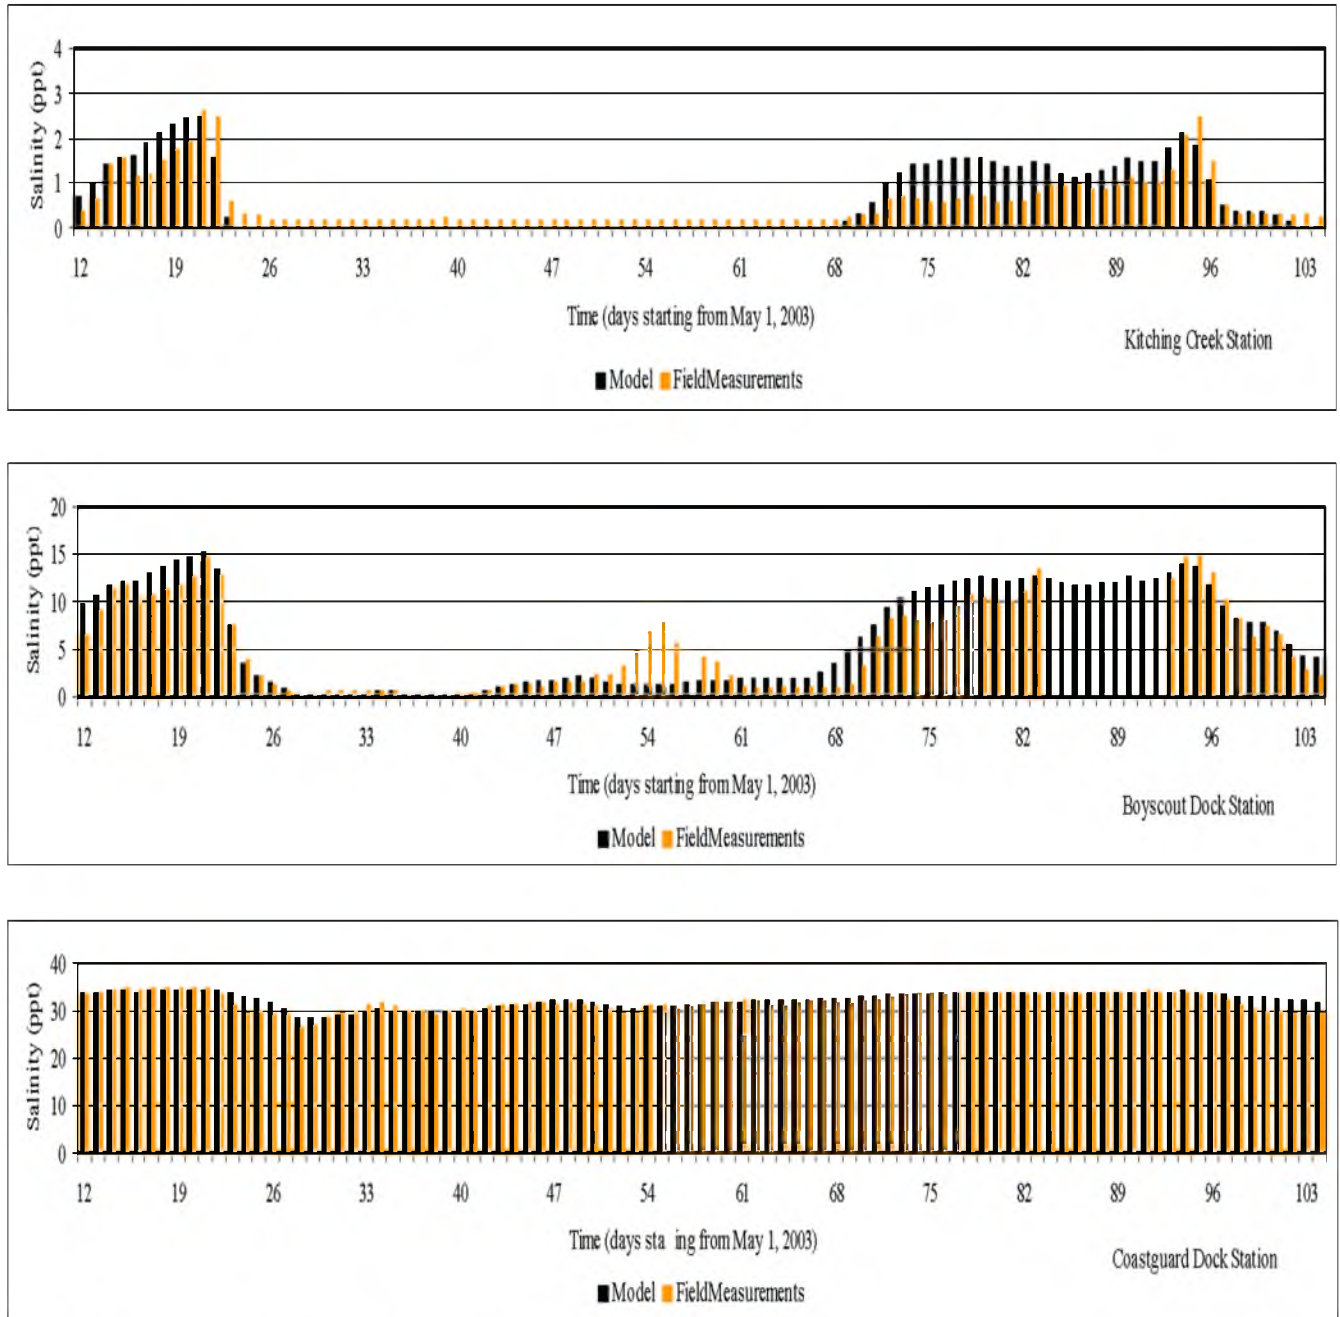 Salinity (ppt)
4
3
2
1
0
12 19 26 33 40 47 54 61 68 75 82 89 96 103
Time (days starting from May 1, 2003)
Kitching Creek Station
Model FieldMeasurements
Salinity (ppt)
20
15
10
5
0
12 19 26 33 40 47 54 61 68 75 82 89 96 103
Time (days starting from May 1, 2003)
Boyscout Dock Station
Model FieldMeasurements
Salinity (ppt)
40
30
20
10
0
12 19 26 33 40 47 54 61 68 75 82 89 96 103
Time (days sta ing from May 1, 2003)
Coastguard Dock Station
Model FieldMeasurements